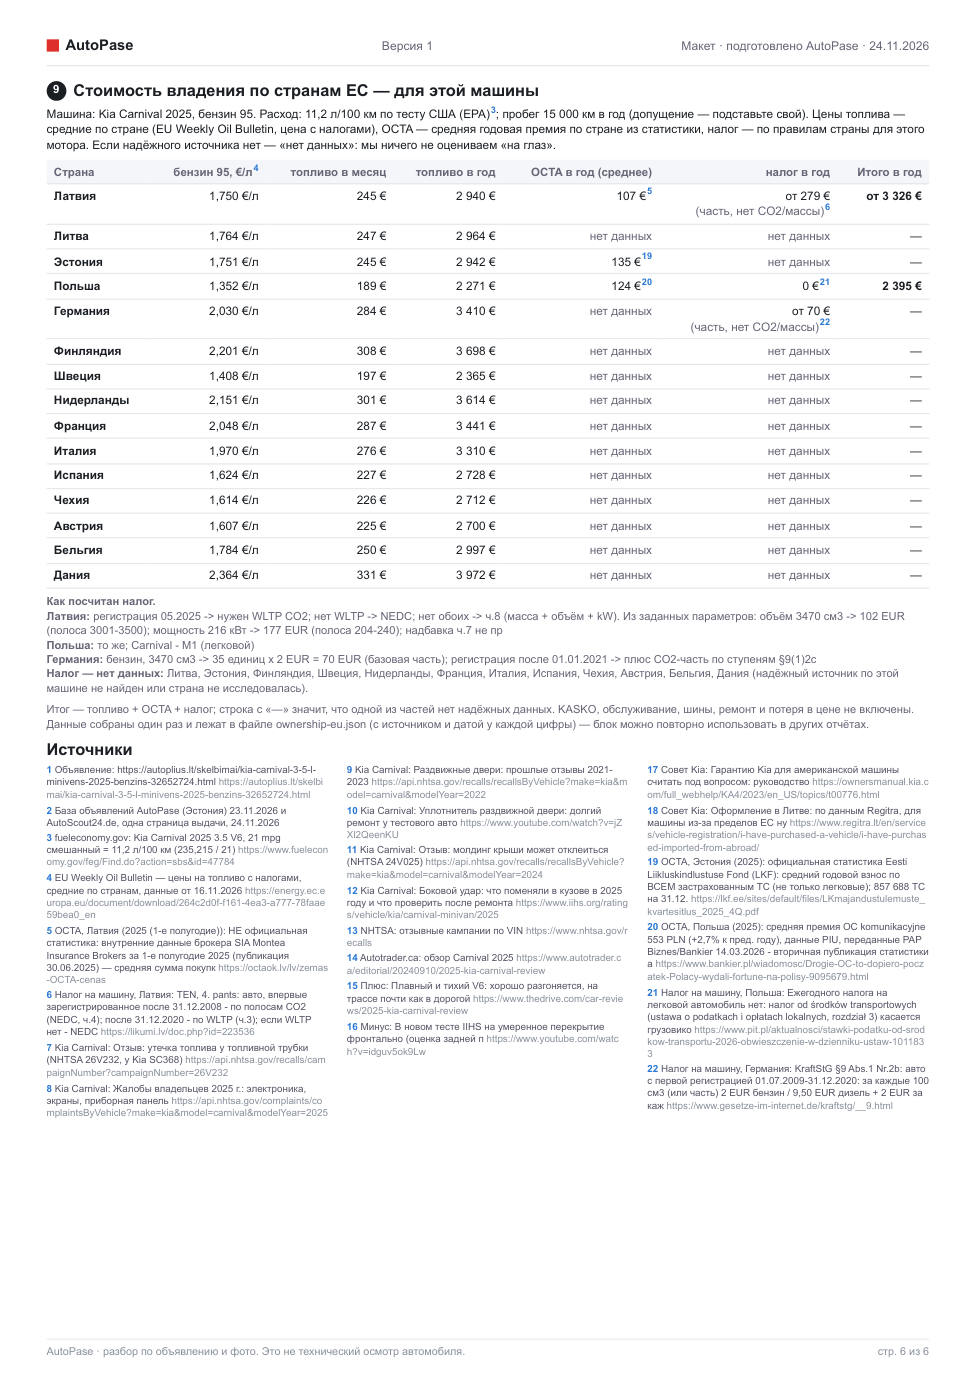 AutoPase
Версия 1
Макет · подготовлено AutoPase · 24.11.2026
9 Стоимость владения по странам ЕС — для этой машины
Машина: Kia Carnival 2025, бензин 95. Расход: 11,2 л/100 км по тесту США (EPA)3; пробег 15 000 км в год (допущение — подставьте свой). Цены топлива —
средние по стране (EU Weekly Oil Bulletin, цена с налогами), ОСТА — средняя годовая премия по стране из статистики, налог — по правилам страны для этого
мотора. Если надёжного источника нет — «нет данных»: мы ничего не оцениваем «на глаз».
Страна бензин 95, €/л4 топливо в месяц топливо в год ОСТА в год (среднее) налог в год Итого в год
Латвия 1,750 €/л 245 € 2 940 € 107 €5 от 279 € от 3 326 €
(часть, нет CO2/массы)6
Литва 1,764 €/л 247 € 2 964 € нет данных нет данных —
Эстония 1,751 €/л 245 € 2 942 € 135 €19 нет данных —
Польша 1,352 €/л 189 € 2 271 € 124 €20 0 €21 2 395 €
Германия 2,030 €/л 284 € 3 410 € нет данных от 70 € —
(часть, нет CO2/массы)22
Финляндия 2,201 €/л 308 € 3 698 € нет данных нет данных —
Швеция 1,408 €/л 197 € 2 365 € нет данных нет данных —
Нидерланды 2,151 €/л 301 € 3 614 € нет данных нет данных —
Франция 2,048 €/л 287 € 3 441 € нет данных нет данных —
Италия 1,970 €/л 276 € 3 310 € нет данных нет данных —
Испания 1,624 €/л 227 € 2 728 € нет данных нет данных —
Чехия 1,614 €/л 226 € 2 712 € нет данных нет данных —
Австрия 1,607 €/л 225 € 2 700 € нет данных нет данных —
Бельгия 1,784 €/л 250 € 2 997 € нет данных нет данных —
Дания 2,364 €/л 331 € 3 972 € нет данных нет данных —
Как посчитан налог.
Латвия: регистрация 05.2025 -> нужен WLTP CO2; нет WLTP -> NEDC; нет обоих -> ч.8 (масса + объём + kW). Из заданных параметров: объём 3470 см3 -> 102 EUR
(полоса 3001-3500); мощность 216 кВт -> 177 EUR (полоса 204-240); надбавка ч.7 не пр
Польша: то же; Carnival - M1 (легковой)
Германия: бензин, 3470 см3 -> 35 единиц x 2 EUR = 70 EUR (базовая часть); регистрация после 01.01.2021 -> плюс CO2-часть по ступеням §9(1)2c
Налог — нет данных: Литва, Эстония, Финляндия, Швеция, Нидерланды, Франция, Италия, Испания, Чехия, Австрия, Бельгия, Дания (надёжный источник по этой
машине не найден или страна не исследовалась).
Итог — топливо + ОСТА + налог; строка с «—» значит, что одной из частей нет надёжных данных. KASKO, обслуживание, шины, ремонт и потеря в цене не включены.
Данные собраны один раз и лежат в файле ownership-eu.json (с источником и датой у каждой цифры) — блок можно повторно использовать в других отчётах.
Источники
1 Объявление: https://autoplius.lt/skelbimai/kia-carnival-3-5-l-
minivens-2025-benzins-32652724.html https://autoplius.lt/skelbi
mai/kia-carnival-3-5-l-minivens-2025-benzins-32652724.html
2 База объявлений AutoPase (Эстония) 23.11.2026 и
AutoScout24.de, одна страница выдачи, 24.11.2026
3 fueleconomy.gov: Kia Carnival 2025 3.5 V6, 21 mpg
смешанный = 11,2 л/100 км (235,215 / 21) https://www.fuelecon
omy.gov/feg/Find.do?action=sbs&id=47784
4 EU Weekly Oil Bulletin — цены на топливо с налогами,
средние по странам, данные от 16.11.2026 https://energy.ec.e
uropa.eu/document/download/264c2d0f-f161-4ea3-a777-78faae
59bea0_en
5 ОСТА, Латвия (2025 (1-е полугодие)): НЕ официальная
статистика: внутренние данные брокера SIA Montea
Insurance Brokers за 1-е полугодие 2025 (публикация
30.06.2025) — средняя сумма покупк https://octaok.lv/lv/zemas
-OCTA-cenas
6 Налог на машину, Латвия: TEN, 4. pants: авто, впервые
зарегистрированное после 31.12.2008 - по полосам CO2
(NEDC, ч.4); после 31.12.2020 - по WLTP (ч.3); если WLTP
нет - NEDC https://likumi.lv/doc.php?id=223536
7 Kia Carnival: Отзыв: утечка топлива у топливной трубки
(NHTSA 26V232, у Kia SC368) https://api.nhtsa.gov/recalls/cam
paignNumber?campaignNumber=26V232
8 Kia Carnival: Жалобы владельцев 2025 г.: электроника,
экраны, приборная панель https://api.nhtsa.gov/complaints/co
mplaintsByVehicle?make=kia&model=carnival&modelYear=2025
9 Kia Carnival: Раздвижные двери: прошлые отзывы 2021-
2023 https://api.nhtsa.gov/recalls/recallsByVehicle?make=kia&m
odel=carnival&modelYear=2022
10 Kia Carnival: Уплотнитель раздвижной двери: долгий
ремонт у тестового авто https://www.youtube.com/watch?v=jZ
XI2QeenKU
11 Kia Carnival: Отзыв: молдинг крыши может отклеиться
(NHTSA 24V025) https://api.nhtsa.gov/recalls/recallsByVehicle?
make=kia&model=carnival&modelYear=2024
12 Kia Carnival: Боковой удар: что поменяли в кузове в 2025
году и что проверить после ремонта https://www.iihs.org/rating
s/vehicle/kia/carnival-minivan/2025
13 NHTSA: отзывные кампании по VIN https://www.nhtsa.gov/r
ecalls
14 Autotrader.ca: обзор Carnival 2025 https://www.autotrader.c
a/editorial/20240910/2025-kia-carnival-review
15 Плюс: Плавный и тихий V6: хорошо разгоняется, на
трассе почти как в дорогой https://www.thedrive.com/car-revie
ws/2025-kia-carnival-review
16 Минус: В новом тесте IIHS на умеренное перекрытие
фронтально (оценка задней п https://www.youtube.com/watc
h?v=idguv5ok9Lw
17 Совет Kia: Гарантию Kia для американской машины
считать под вопросом: руководство https://ownersmanual.kia.c
om/full_webhelp/KA4/2023/en_US/topics/t00776.html
18 Совет Kia: Оформление в Литве: по данным Regitra, для
машины из-за пределов ЕС ну https://www.regitra.lt/en/service
s/vehicle-registration/i-have-purchased-a-vehicle/i-have-purchas
ed-imported-from-abroad/
19 ОСТА, Эстония (2025): официальная статистика Eesti
Liikluskindlustuse Fond (LKF): средний годовой взнос по
ВСЕМ застрахованным ТС (не только легковые); 857 688 ТС
на 31.12. https://lkf.ee/sites/default/files/LKmajandustulemuste_
kvartesitlus_2025_4Q.pdf
20 ОСТА, Польша (2025): средняя премия OC komunikacyjne
553 PLN (+2,7% к пред. году), данные PIU, переданные PAP
Biznes/Bankier 14.03.2026 - вторичная публикация статистики
а https://www.bankier.pl/wiadomosc/Drogie-OC-to-dopiero-pocz
atek-Polacy-wydali-fortune-na-polisy-9095679.html
21 Налог на машину, Польша: Ежегодного налога на
легковой автомобиль нет: налог od środków transportowych
(ustawa o podatkach i opłatach lokalnych, rozdział 3) касается
грузовико https://www.pit.pl/aktualnosci/stawki-podatku-od-srod
kow-transportu-2026-obwieszczenie-w-dzienniku-ustaw-101183
3
22 Налог на машину, Германия: KraftStG §9 Abs.1 Nr.2b: авто
с первой регистрацией 01.07.2009-31.12.2020: за каждые 100
см3 (или часть) 2 EUR бензин / 9,50 EUR дизель + 2 EUR за
каж https://www.gesetze-im-internet.de/kraftstg/__9.html
AutoPase · разбор по объявлению и фото. Это не технический осмотр автомобиля.
стр. 6 из 6